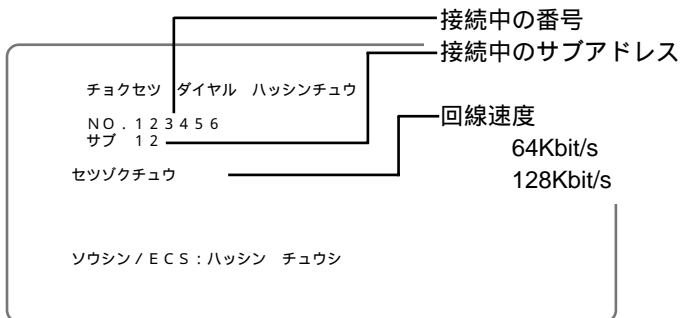 接続中の番号
接続中のサブアドレス
チョクセツ　ダイヤル　ハッシンチュウ
NO.123456
サブ　12
回線速度
64Kbit/s
128Kbit/s
セツゾクチュウ
ソウシン/ECS:ハッシン　チュウシ